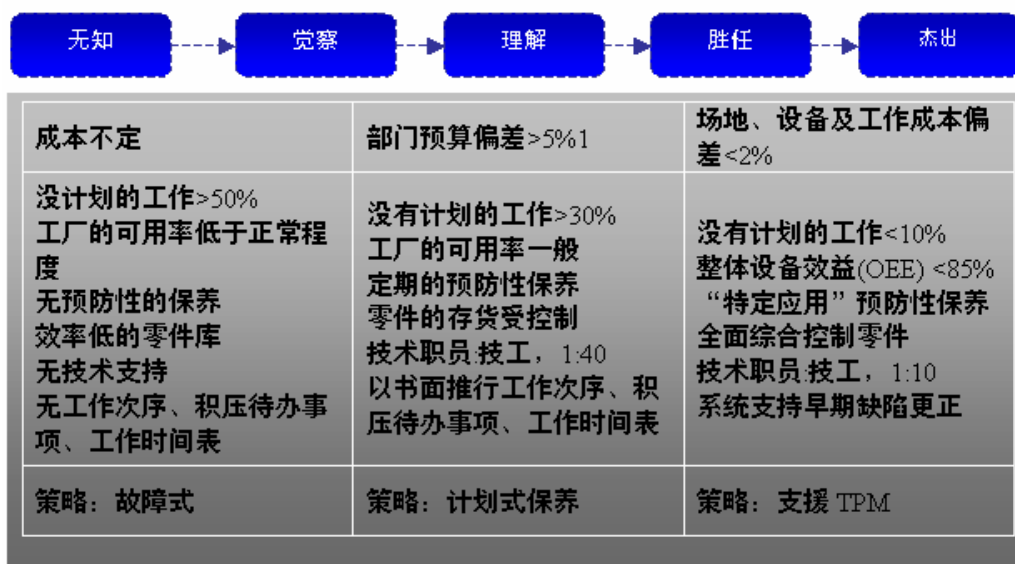 无知
觉察
理解
胜任
杰出
成本不定
部门预算偏差>5%1
场地、设备及工作成本偏
差<2%
没计划的工作>50%
工厂的可用率低于正常程
度
无预防性的保养
效率低的零件库
无技术支持
无工作次序、积压待办事
项、工作时间表
没有计划的工作>30%
工厂的可用率一般
定期的预防性保养
零件的存货受控制
技术职员:技工，1:40
以书面推行工作次序、积
压待办事项、工作时间表
没有计划的工作<10%
整体设备效益(OEE) <85%
“特定应用”预防性保养
全面综合控制零件
技术职员:技工，1:10
系统支持早期缺陷更正
策略：故障式
策略：计划式保养
策略：支援 TPM